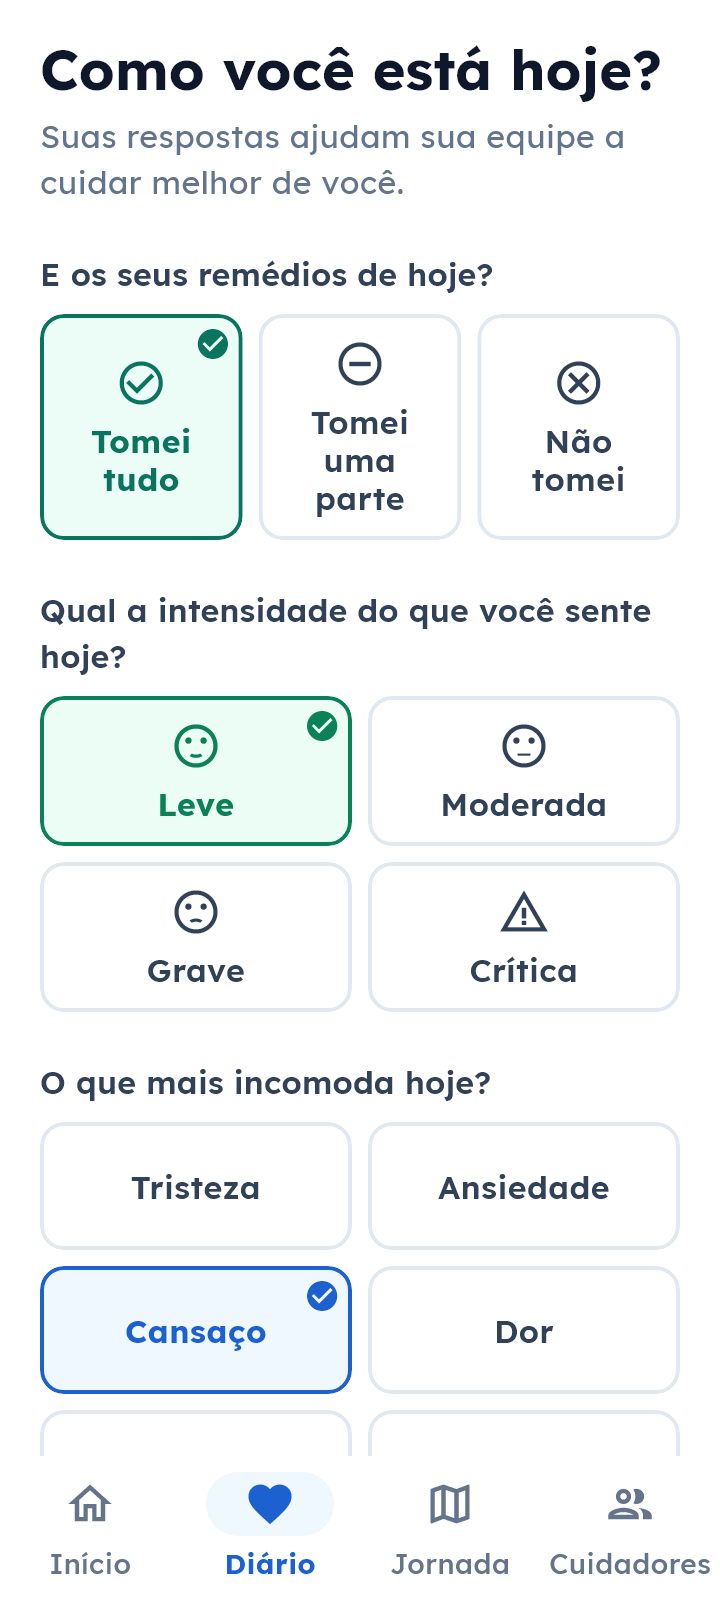 Como você está hoje?
Suas respostas ajudam sua equipe a
cuidar melhor de você.
E os seus remédios de hoje?
Tomei
tudo
Tomei
uma
parte
Não
tomei
Qual a intensidade do que você sente
hoje?
Leve
Moderada
Grave
Crítica
O que mais incomoda hoje?
Tristeza
Ansiedade
Cansaço
Dor
Início
Diário
Jornada
Cuidadores